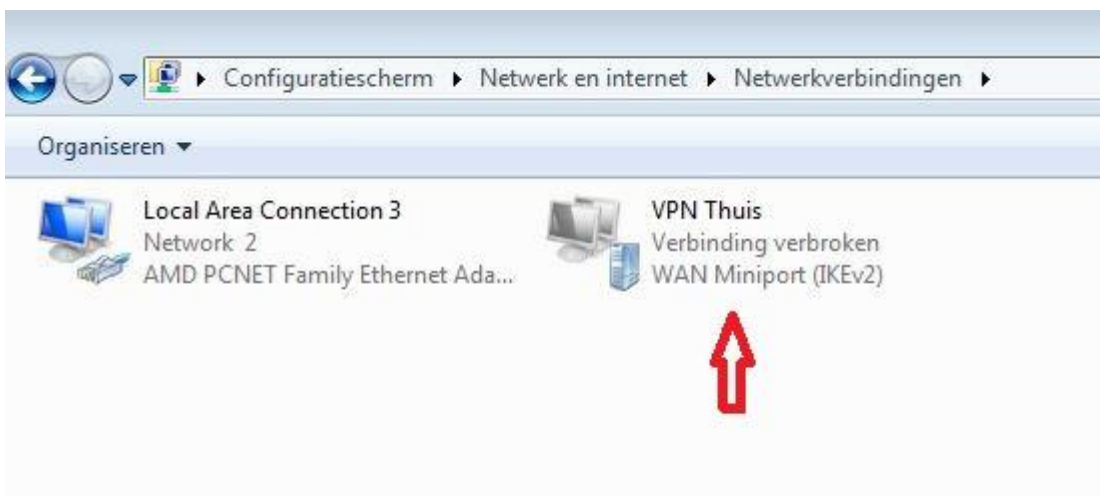 Configuratiescherm Netwerk en internet Netwerkverbindingen
Organiseren
Local Area Connection 3
Network 2
AMD PCNET Family Ethernet Ada...
VPN Thuis
Verbinding verbroken
WAN Miniport (IKEv2)